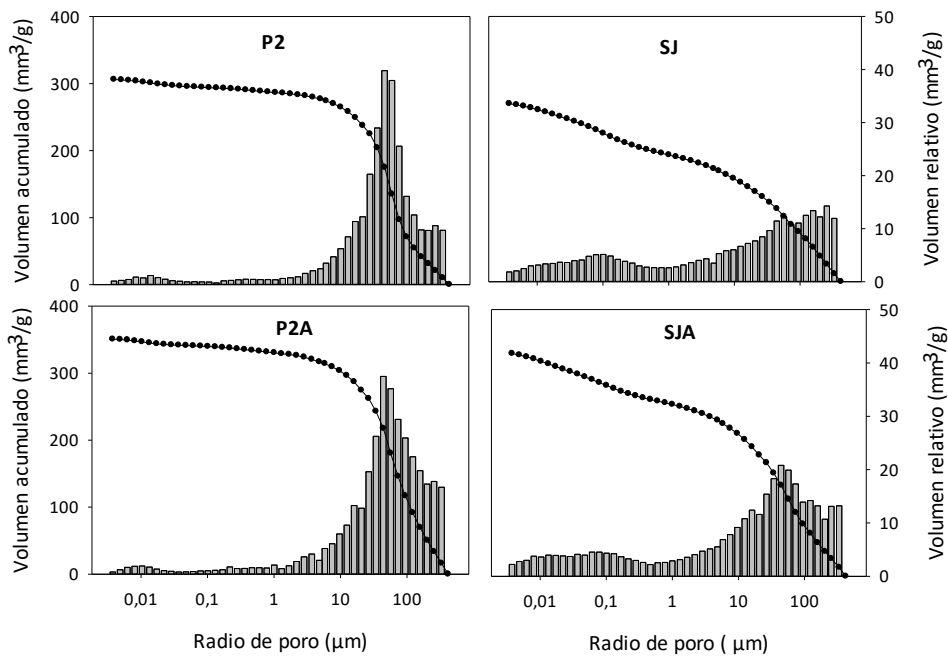 P2
SJ
Volumen acumulado (mm³/g)
400
300
200
100
0
50
40
30
20
10
0
Volumen relativo (mm³/g)
P2A
SJA
Volumen acumulado (mm³/g)
400
300
200
100
0
50
40
30
20
10
0
Volumen relativo (mm³/g)
0,01 0,1 1 10 100
0,01 0,1 1 10 100
Radio de poro (µm)
Radio de poro ( µm)